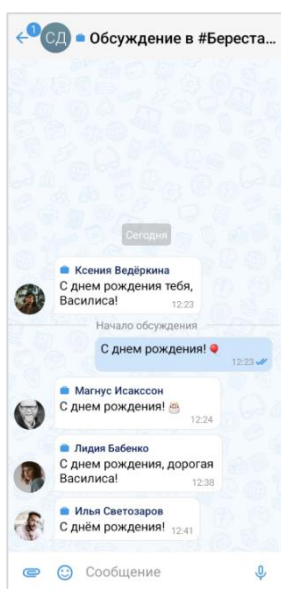 1
СД Обсуждение в #Береста...
Сегодня
Ксения Ведёркина
С днем рождения тебя,
Василиса! 12:23
Начало обсуждения
С днем рождения!
12:23
Магнус Исакссон
С днем рождения!
12:24
Лидия Бабенко
С днем рождения, дорогая
Василиса! 12:38
Илья Светозаров
С днём рождения! 12:41
Сообщение